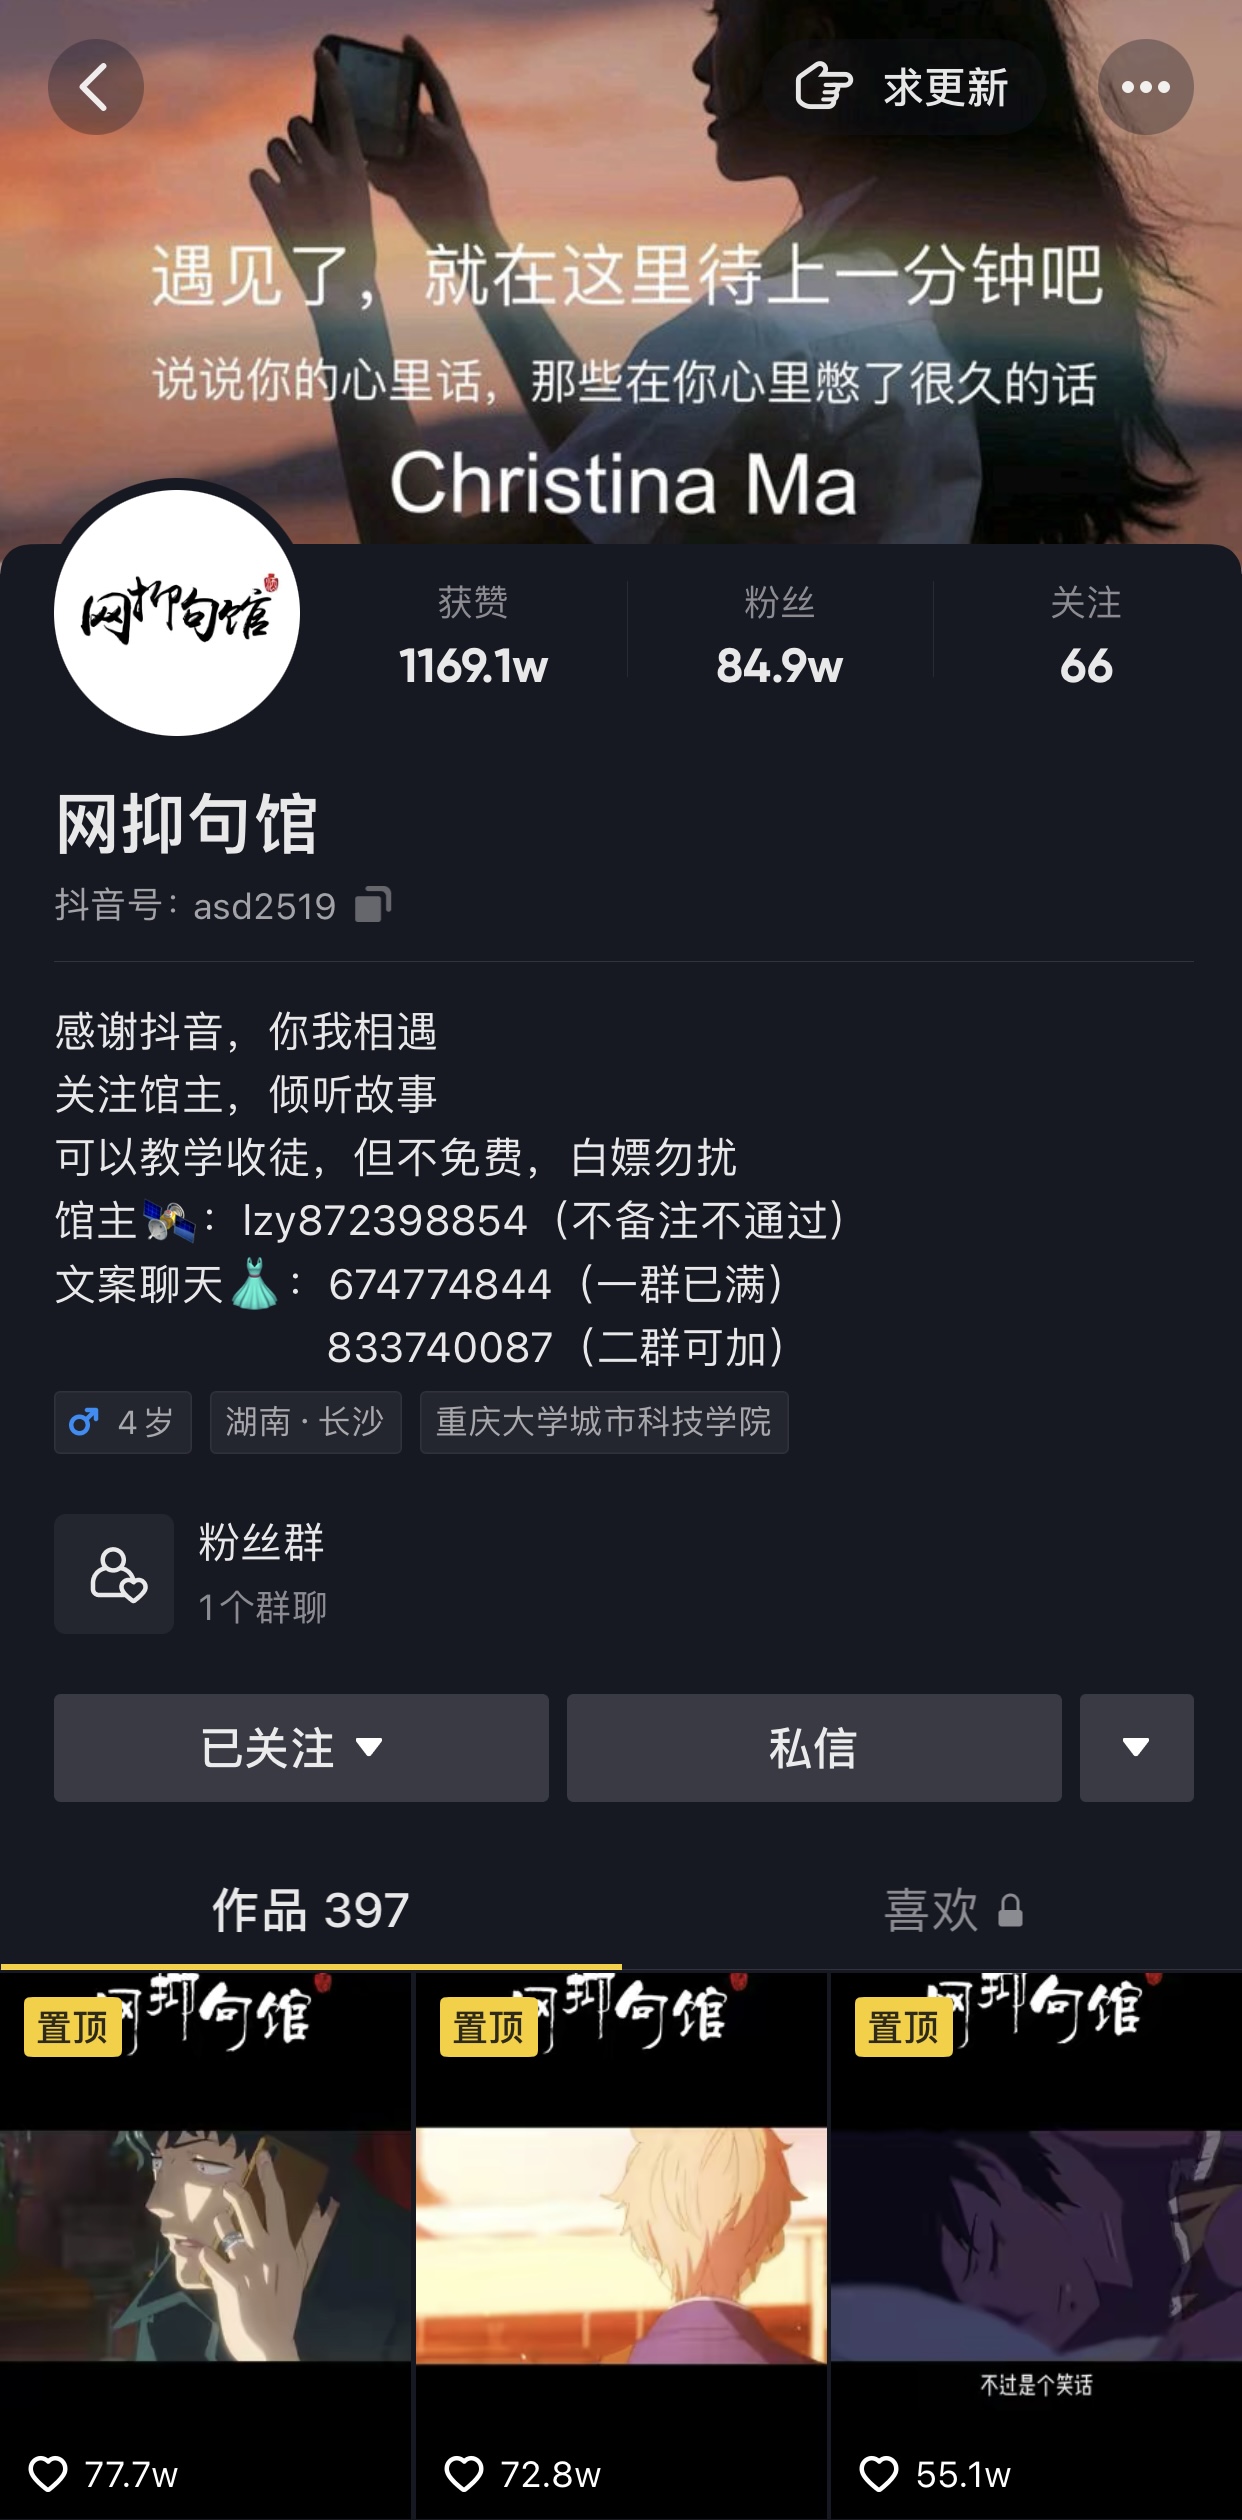 求更新
遇见了，就在这里待上一分钟吧
说说你的心里话，那些在你心里憋了很久的话
Christina Ma
网抑句馆
获赞 粉丝 关注
1169.1w 84.9w 66
网抑句馆
抖音号：asd2519
感谢抖音，你我相遇
关注馆主，倾听故事
可以教学收徒，但不免费，白嫖勿扰
馆主🛰：lzy872398854（不备注不通过）
文案聊天👗：674774844（一群已满）
833740087（二群可加）
♂ 4岁 湖南·长沙 重庆大学城市科技学院
粉丝群
1个群聊
已关注 私信
作品 397 喜欢
置顶 网抑句馆 置顶 网抑句馆 置顶 网抑句馆
不过是个笑话
77.7w 72.8w 55.1w